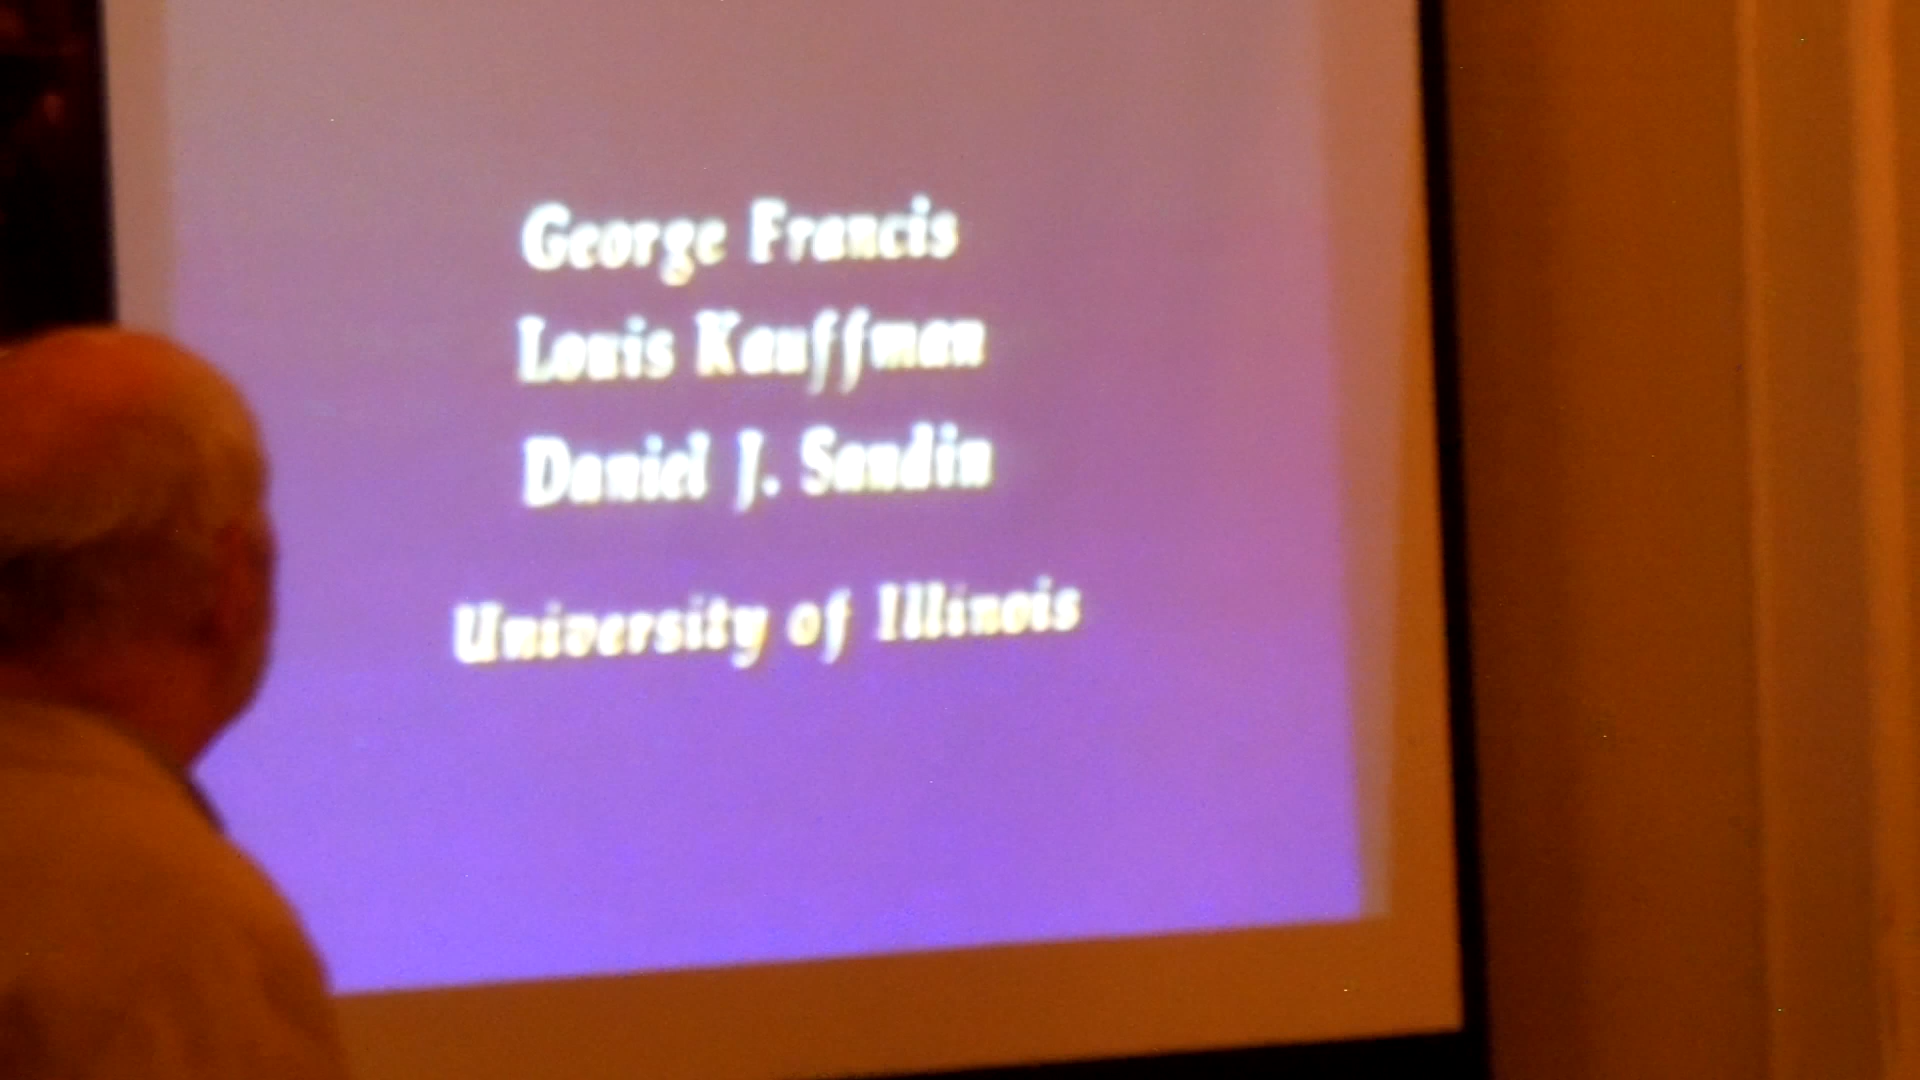 George Francis
Louis Kauffman
Daniel J. Sandin
University of Illinois